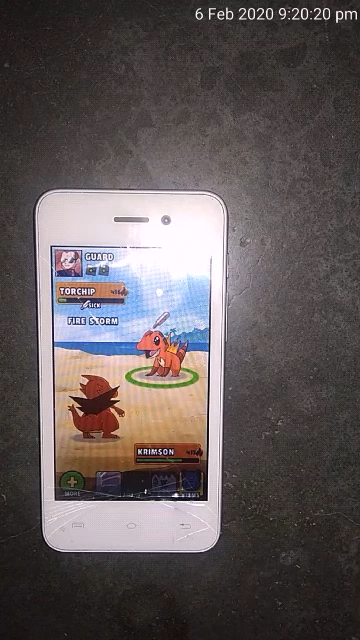 6 Feb 2020 9:20:20 pm
GUARD
TORCHIP
SICK
FIRE STORM
KRIMSON
MORE